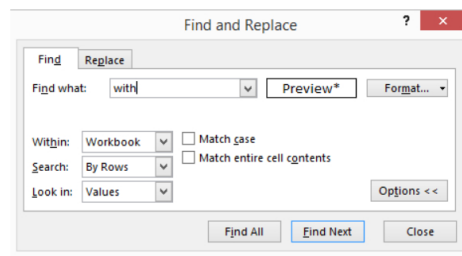 Find and Replace ? ×
Find Replace
Find what: with Preview* Format...
Within: Workbook Match case
Search: By Rows Match entire cell contents
Look in: Values Options <<
Find All Find Next Close